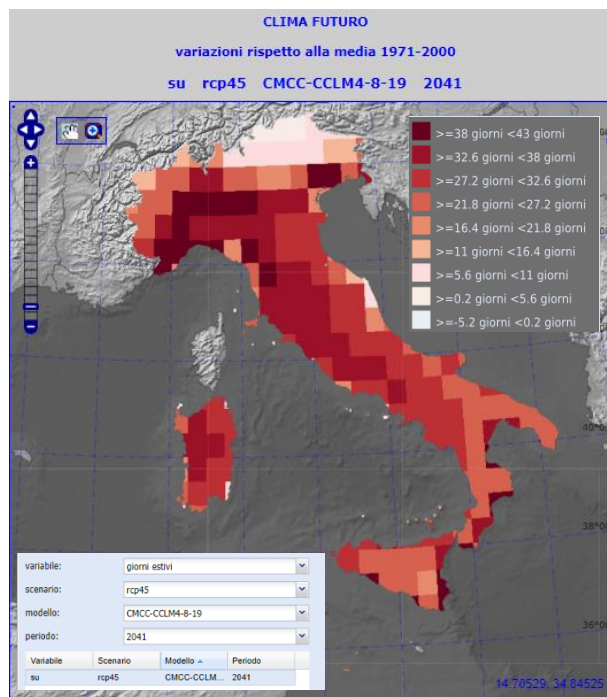 CLIMA FUTURO
variazioni rispetto alla media 1971-2000
su rcp45 CMCC-CCLM4-8-19 2041
>=38 giorni <43 giorni
>=32.6 giorni <38 giorni
>=27.2 giorni <32.6 giorni
>=21.8 giorni <27.2 giorni
>=16.4 giorni <21.8 giorni
>=11 giorni <16.4 giorni
>=5.6 giorni <11 giorni
>=0.2 giorni <5.6 giorni
>=-5.2 giorni <0.2 giorni
38°0
36°0
variabile: giorni estivi
scenario: rcp45
modello: CMCC-CCLM4-8-19
periodo: 2041
Variabile Scenario Modello Periodo
su rcp45 CMCC-CCLM... 2041
14.70529, 34.84525